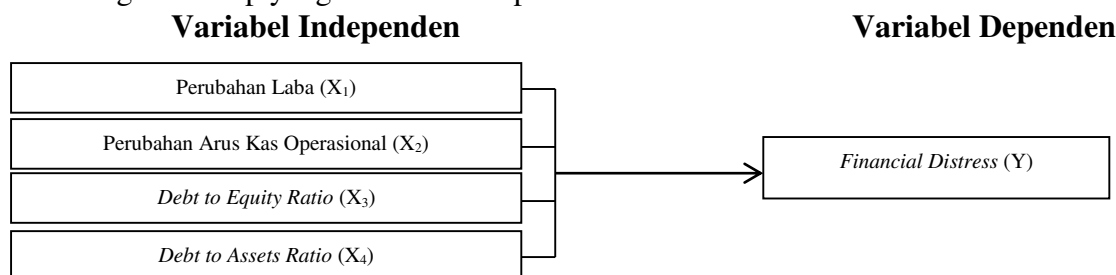 Variabel Independen
Variabel Dependen
Perubahan Laba (X₁)
Perubahan Arus Kas Operasional (X₂)
Debt to Equity Ratio (X₃)
Debt to Assets Ratio (X₄)
Financial Distress (Y)